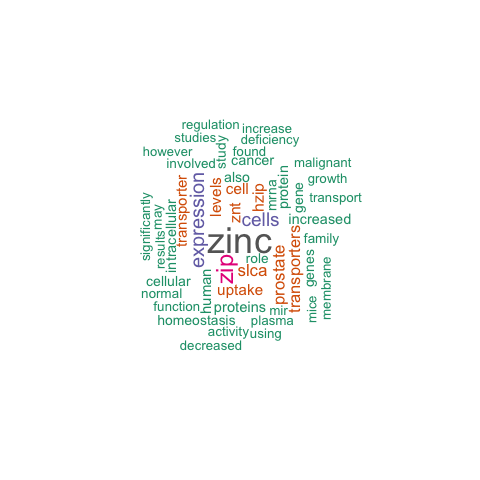 regulation
increase
studies
study
deficiency
however
found
involved
cancer
malignant
also
protein
growth
transporter
levels
cell
hzip
mrna
gene
transport
significantly
may
results
intracellular
expression
znt
cells
increased
zinc
family
transporters
zip
role
slca
prostate
genes
membrane
cellular
human
uptake
normal
mice
function
proteins
mir
homeostasis
plasma
activity
using
decreased